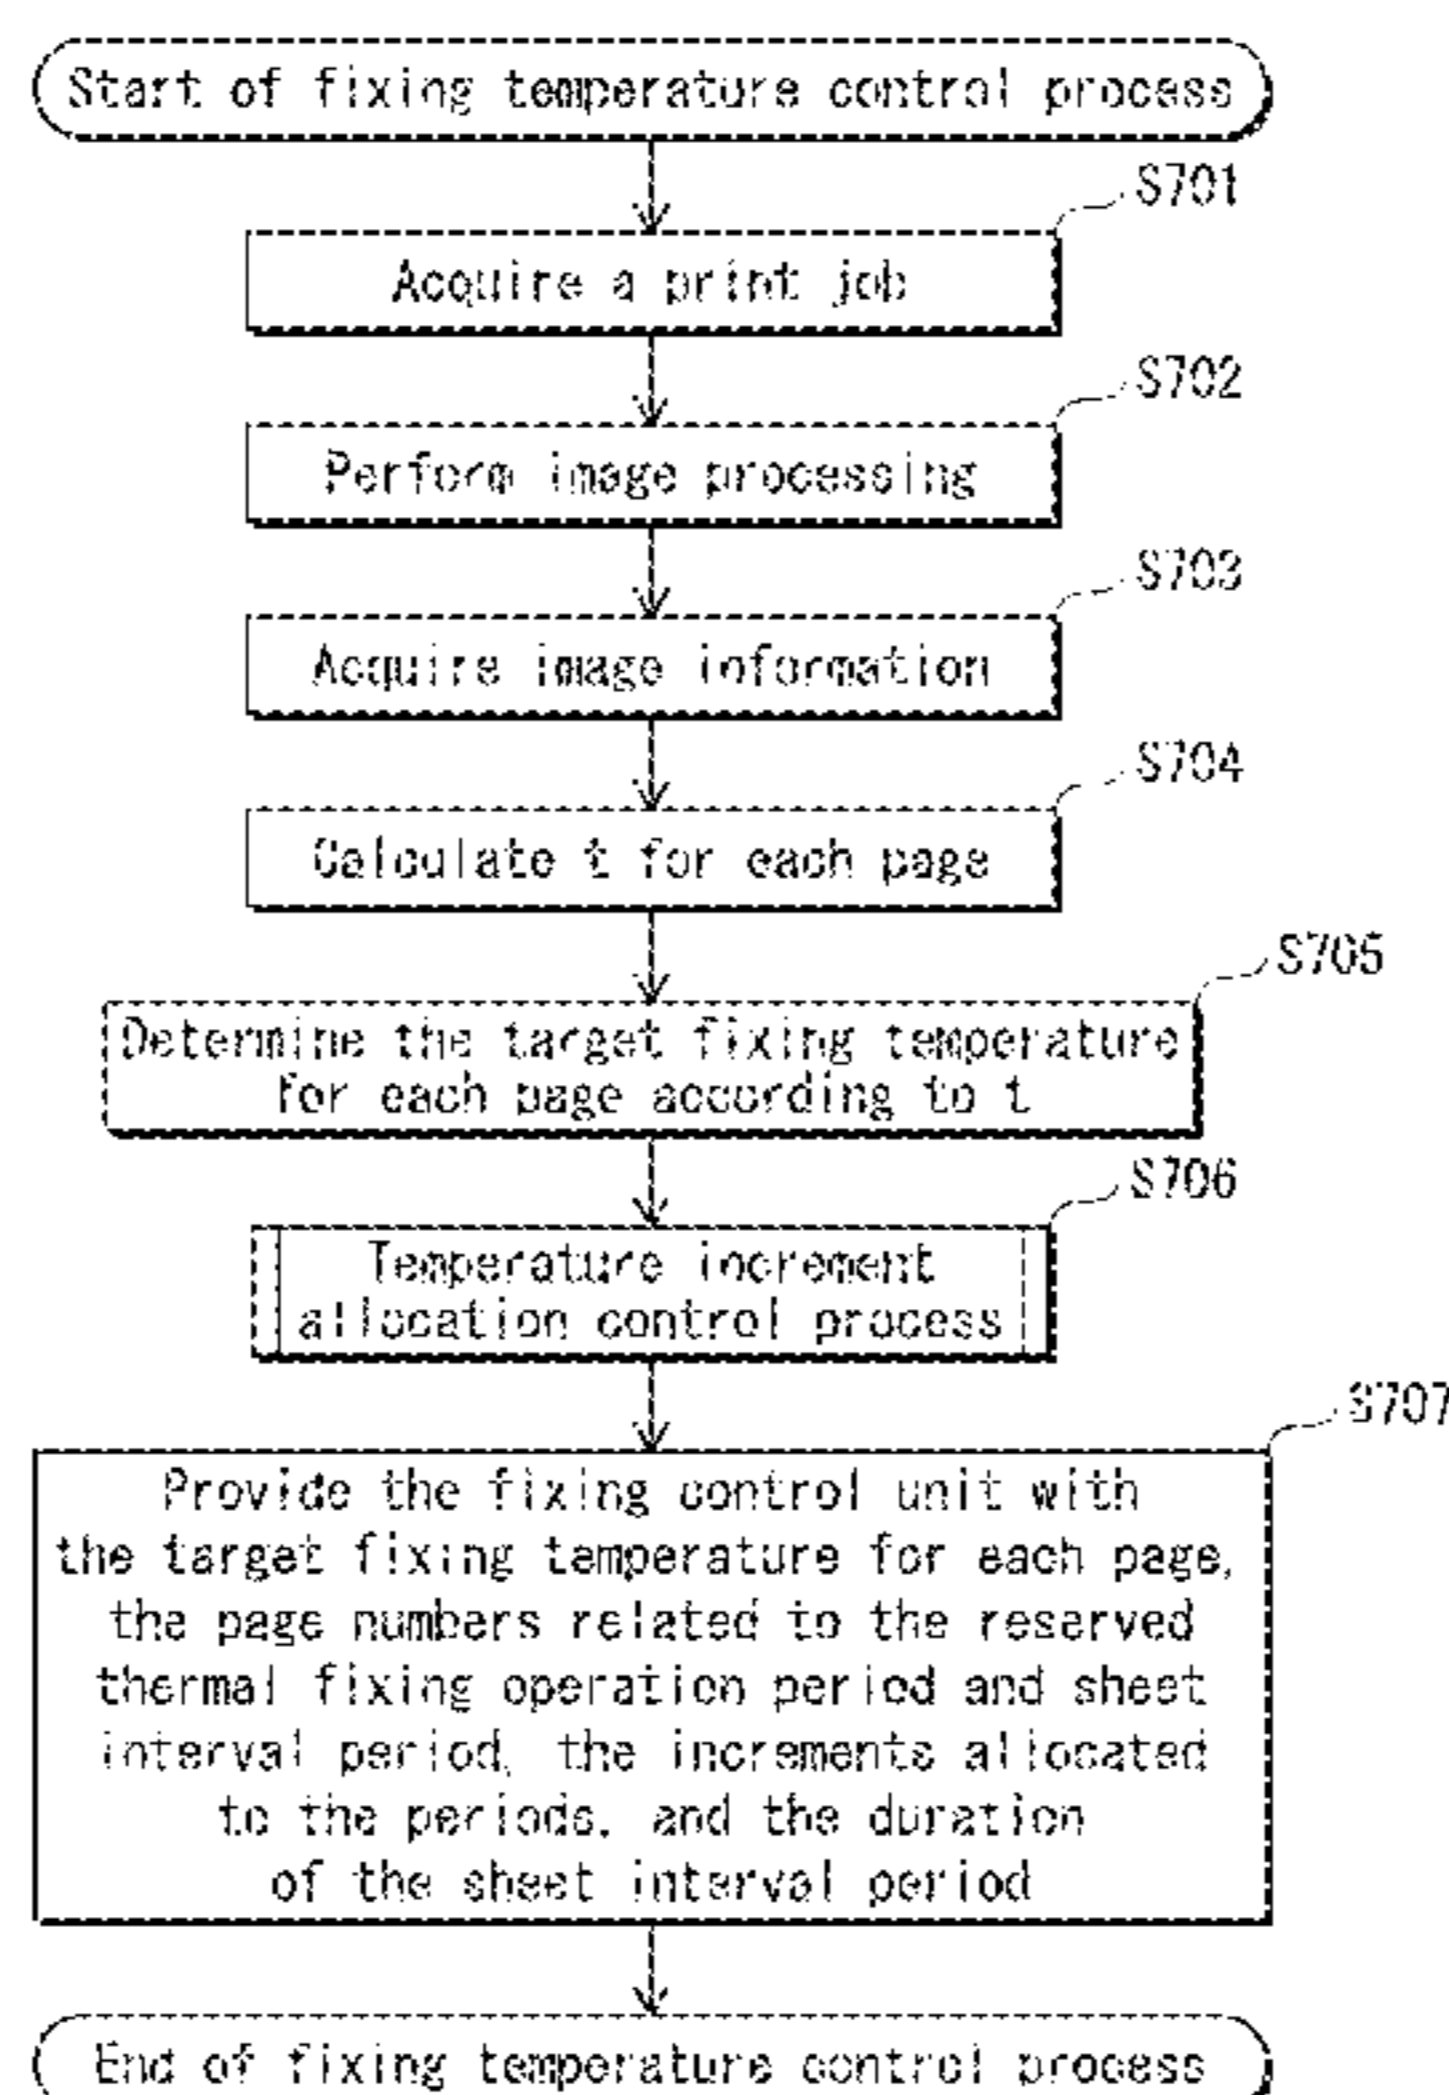 Start of fixing temperature control process
S701
Acquire a print job
S702
Perform image processing
S703
Acquire image information
S704
Calculate t for each page
S705
Determine the target fixing temperature
for each page according to t
S706
Temperature increment
allocation control process
S707
Provide the fixing control unit with
the target fixing temperature for each page,
the page numbers related to the reserved
thermal fixing operation period and sheet
interval period, the increments allocated
to the periods, and the duration
of the sheet interval period
End of fixing temperature control process